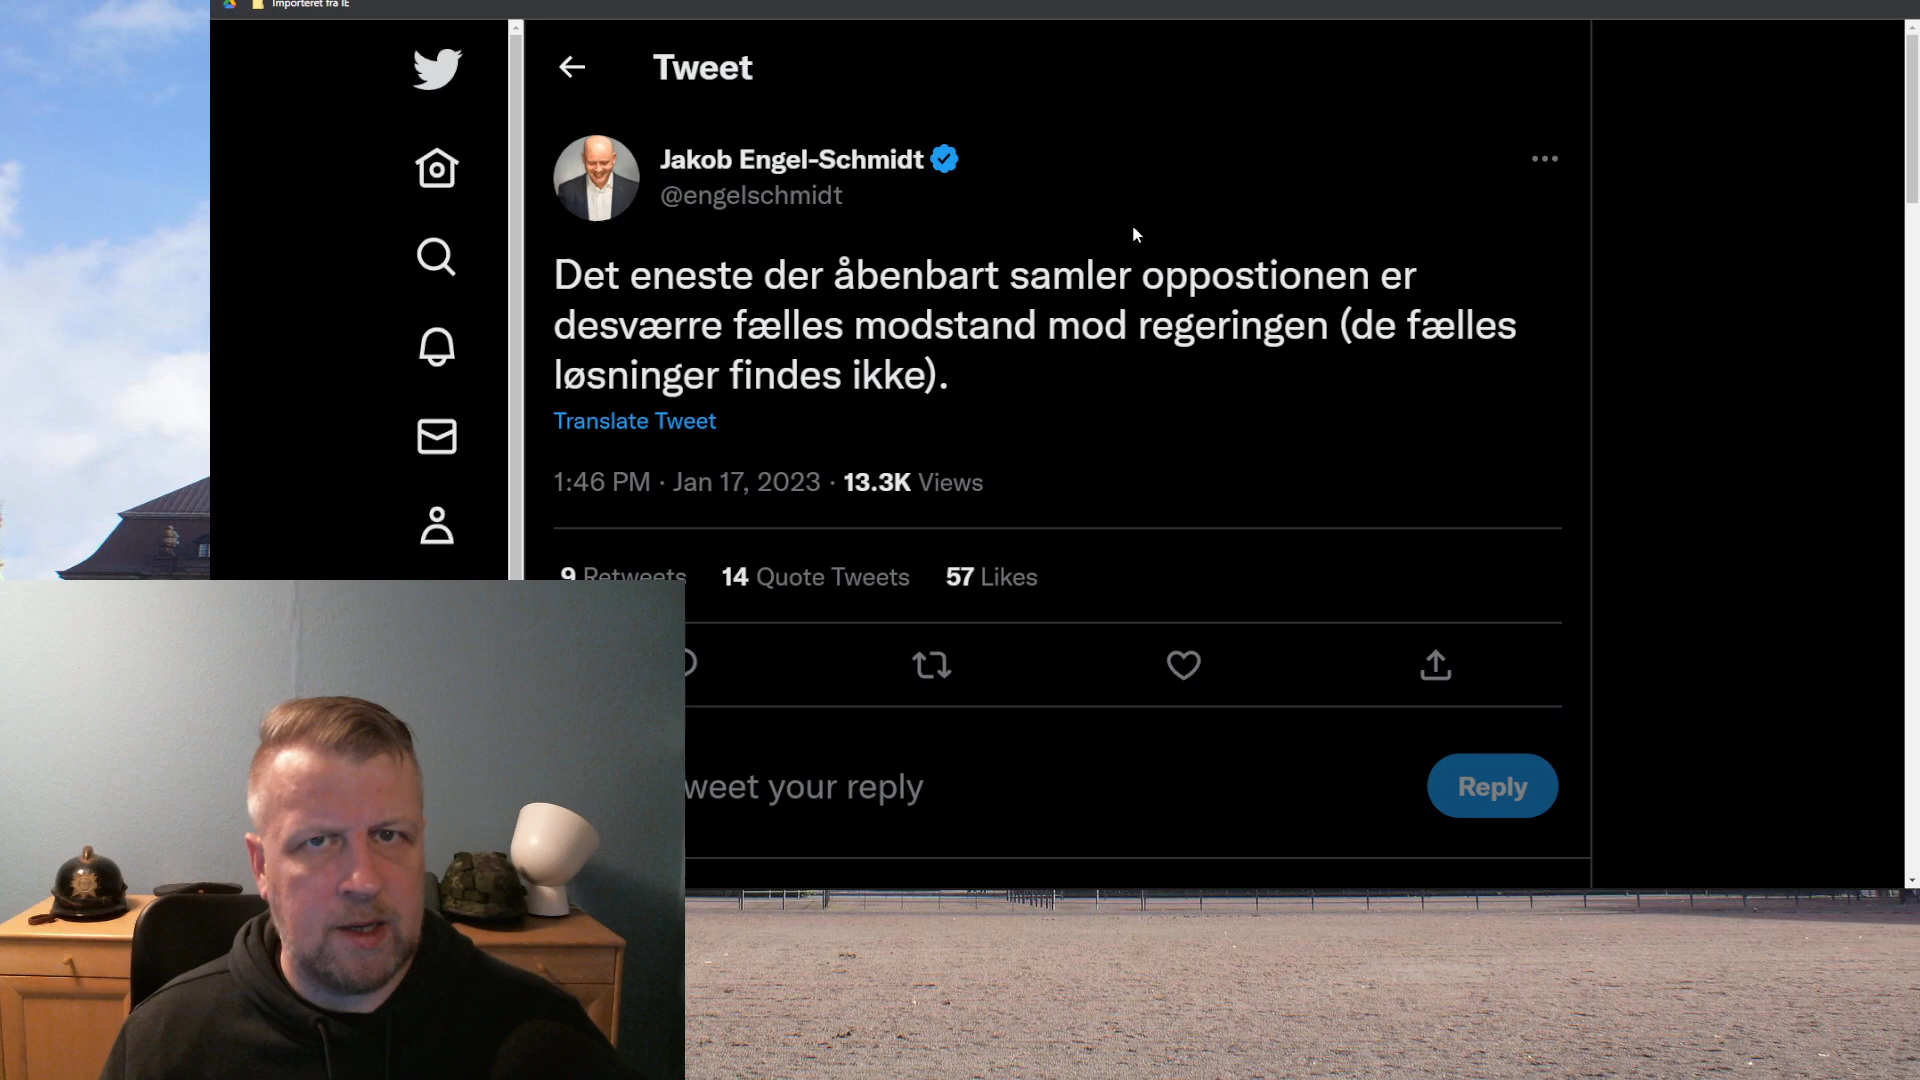 Importeret fra IE
Tweet
Jakob Engel-Schmidt
@engelschmidt
Det eneste der åbenbart samler oppostionen er
desværre fælles modstand mod regeringen (de fælles
løsninger findes ikke).
Translate Tweet
1:46 PM · Jan 17, 2023 · 13.3K Views
9 Retweets 14 Quote Tweets 57 Likes
weet your reply
Reply